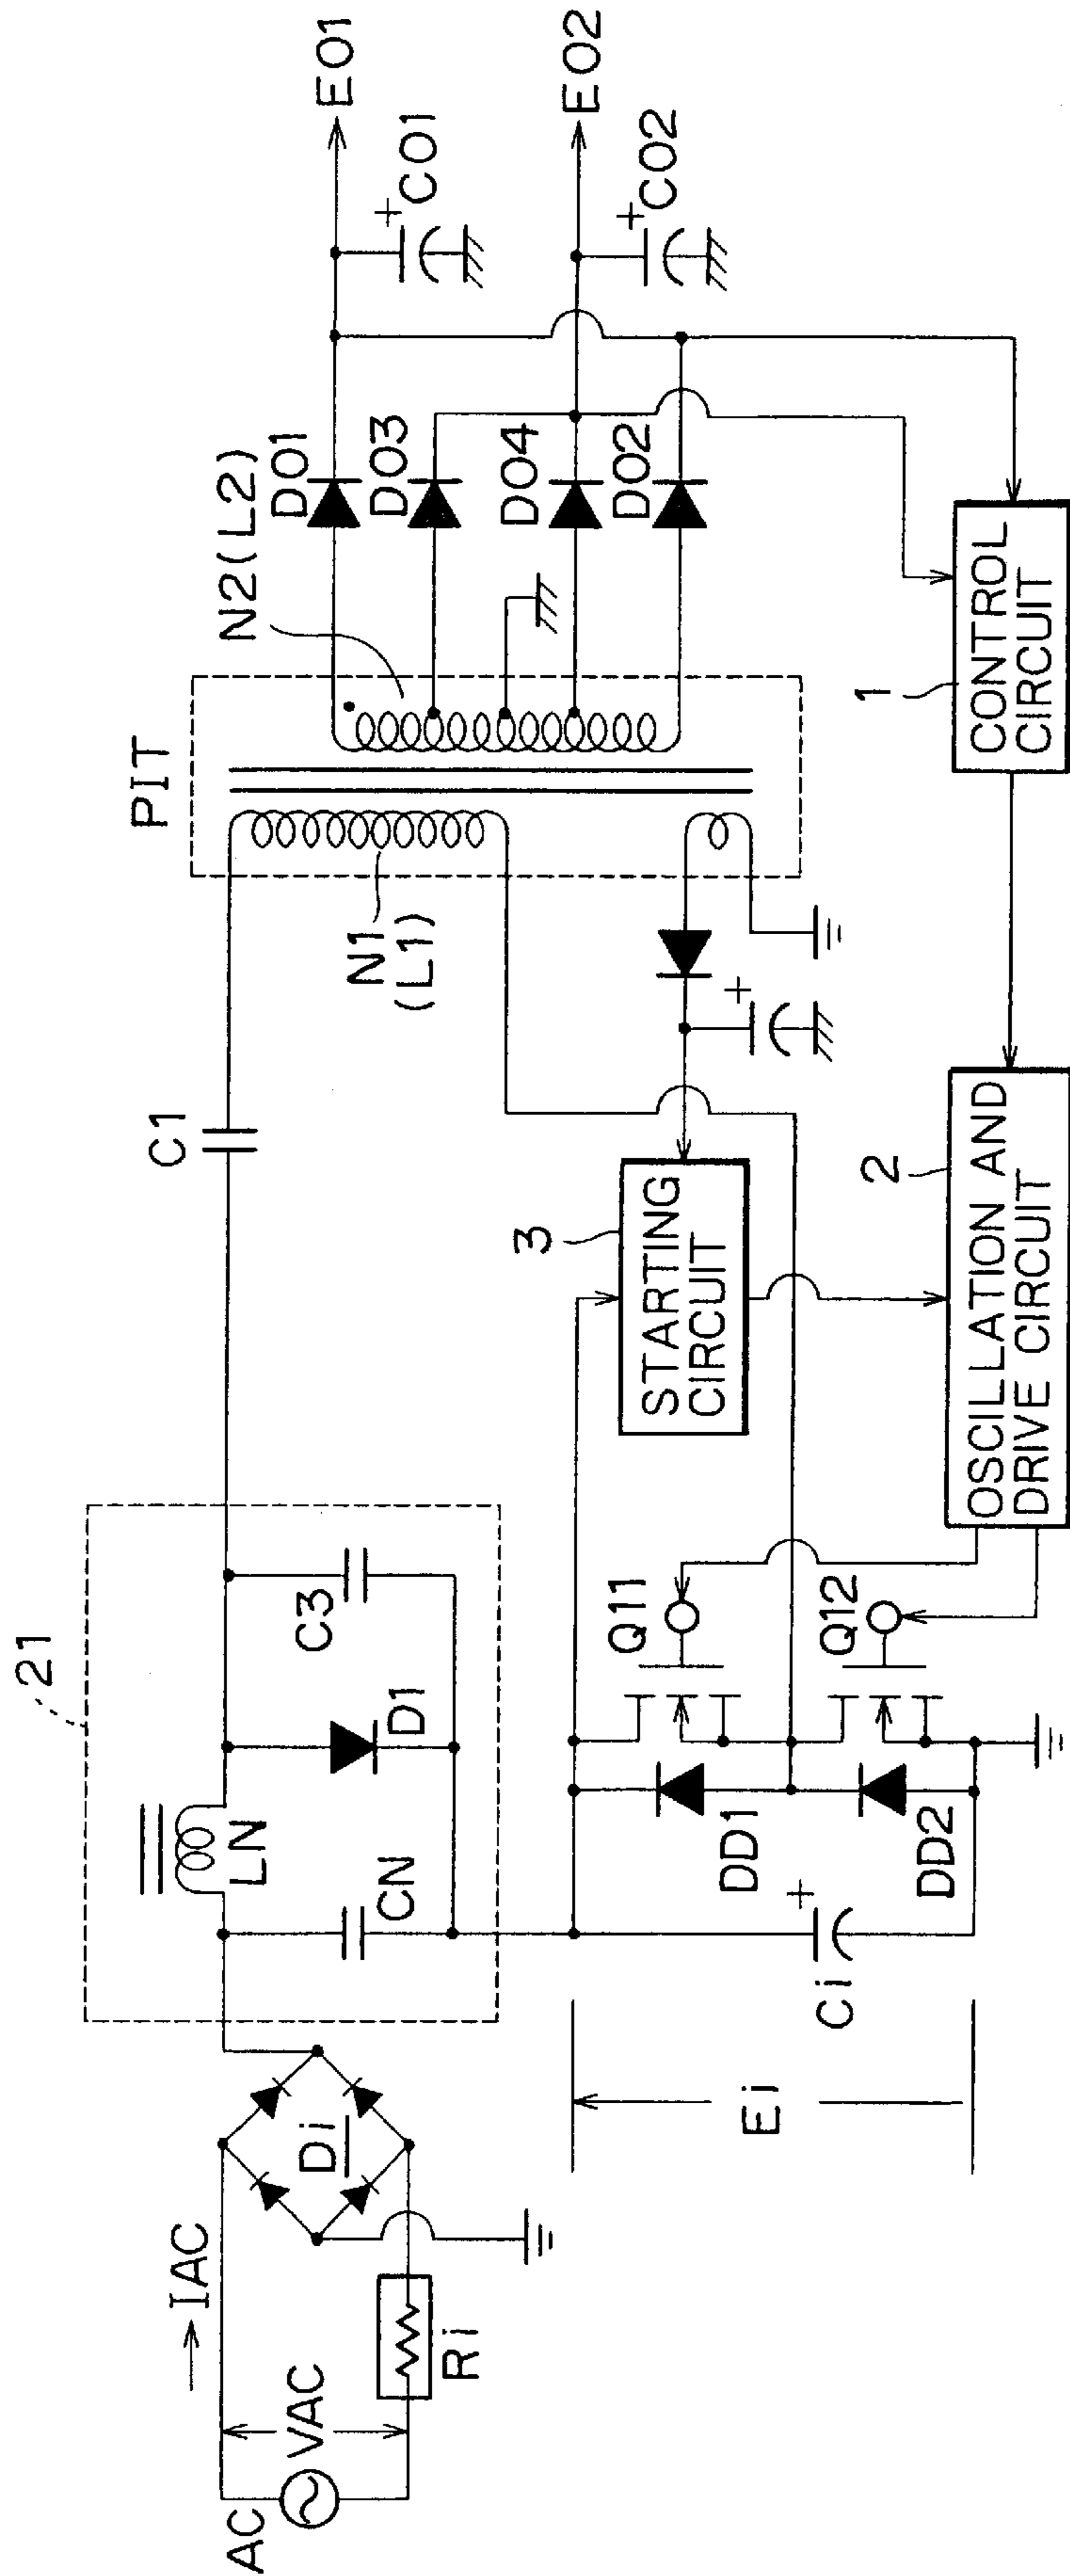 AC
VAC
IAC
Ri
Di
21
LN
CN
D1
C3
C1
PIT
N1
(L1)
N2(L2)
DO1
DO3
DO4
DO2
CO1
+
EO1
CO2
+
EO2
Ei
Ci
+
DD1
DD2
Q11
Q12
3
STARTING
CIRCUIT
+
2
OSCILLATION AND
DRIVE CIRCUIT
1
CONTROL
CIRCUIT